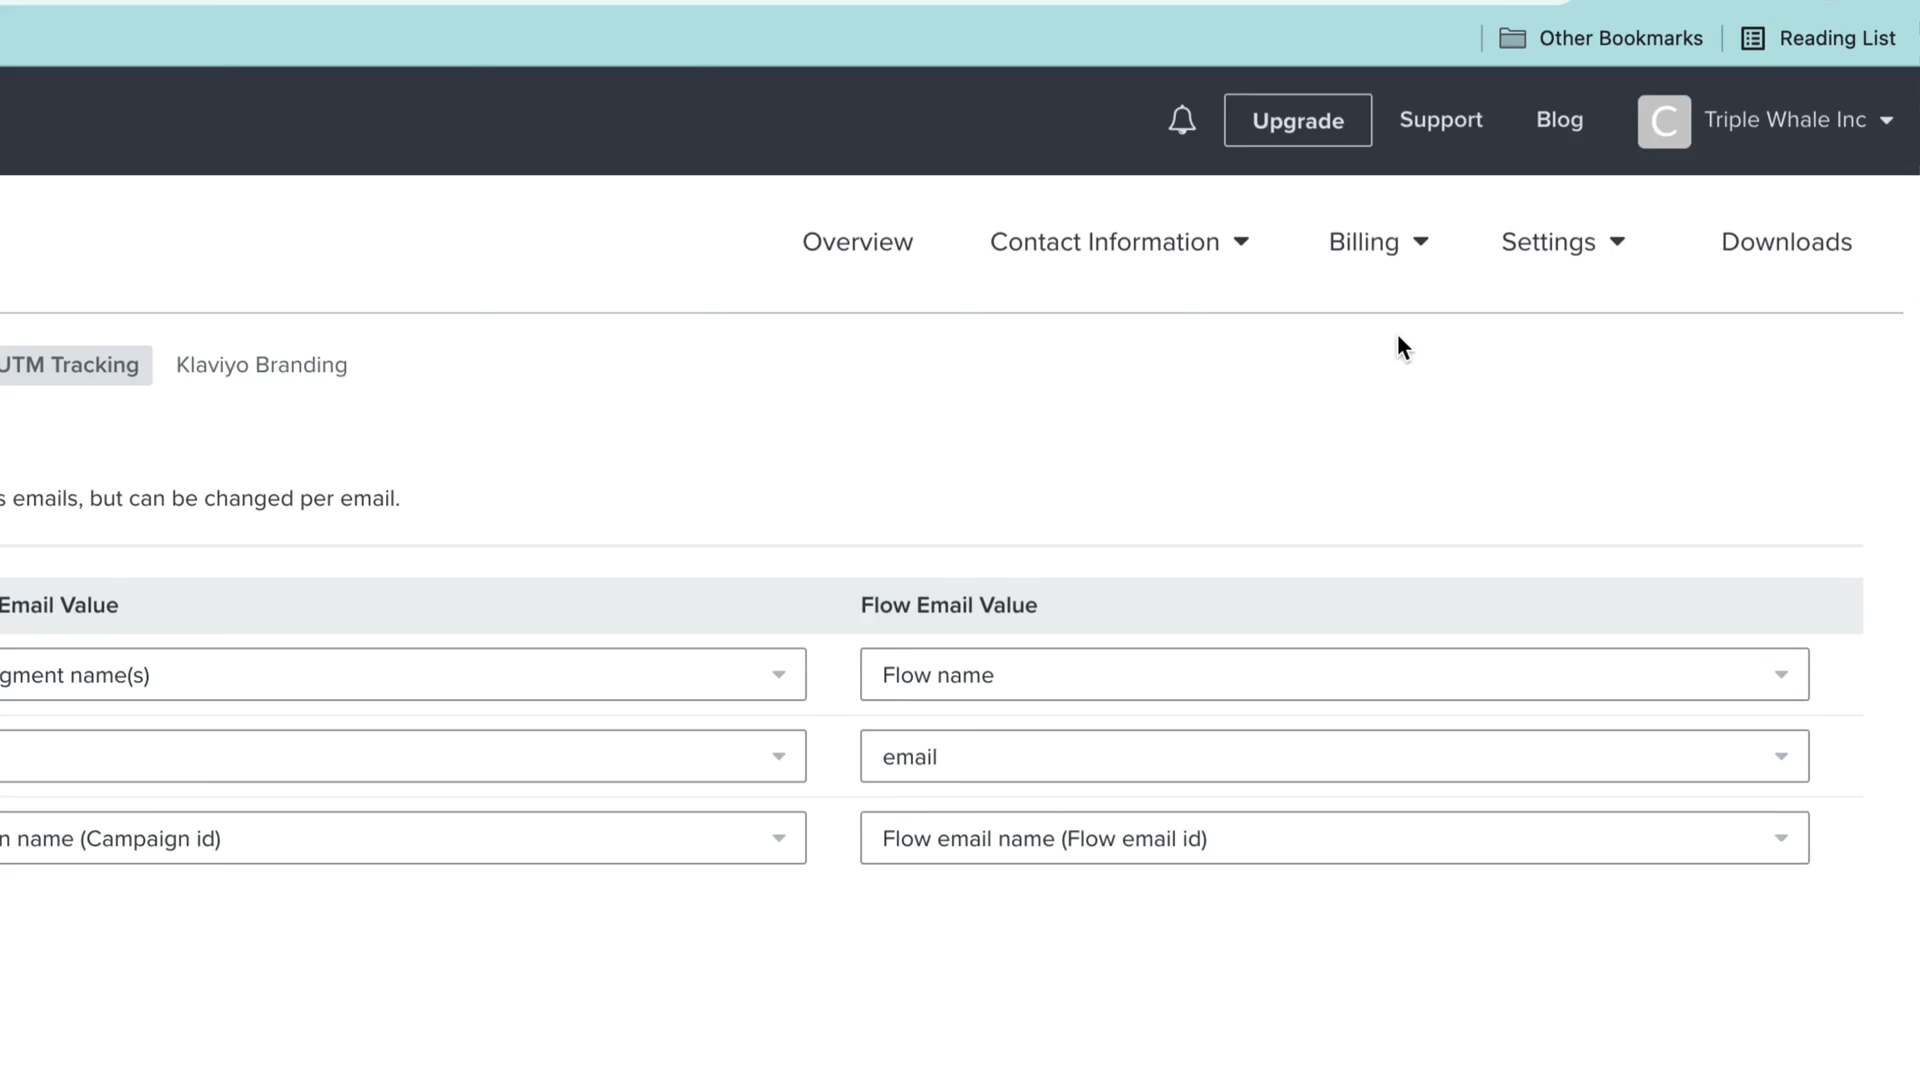 Other Bookmarks Reading List
Upgrade Support Blog C Triple Whale Inc
Overview Contact Information Billing Settings Downloads
UTM Tracking Klaviyo Branding
s emails, but can be changed per email.
Email Value Flow Email Value
gment name(s) Flow name
email
n name (Campaign id) Flow email name (Flow email id)